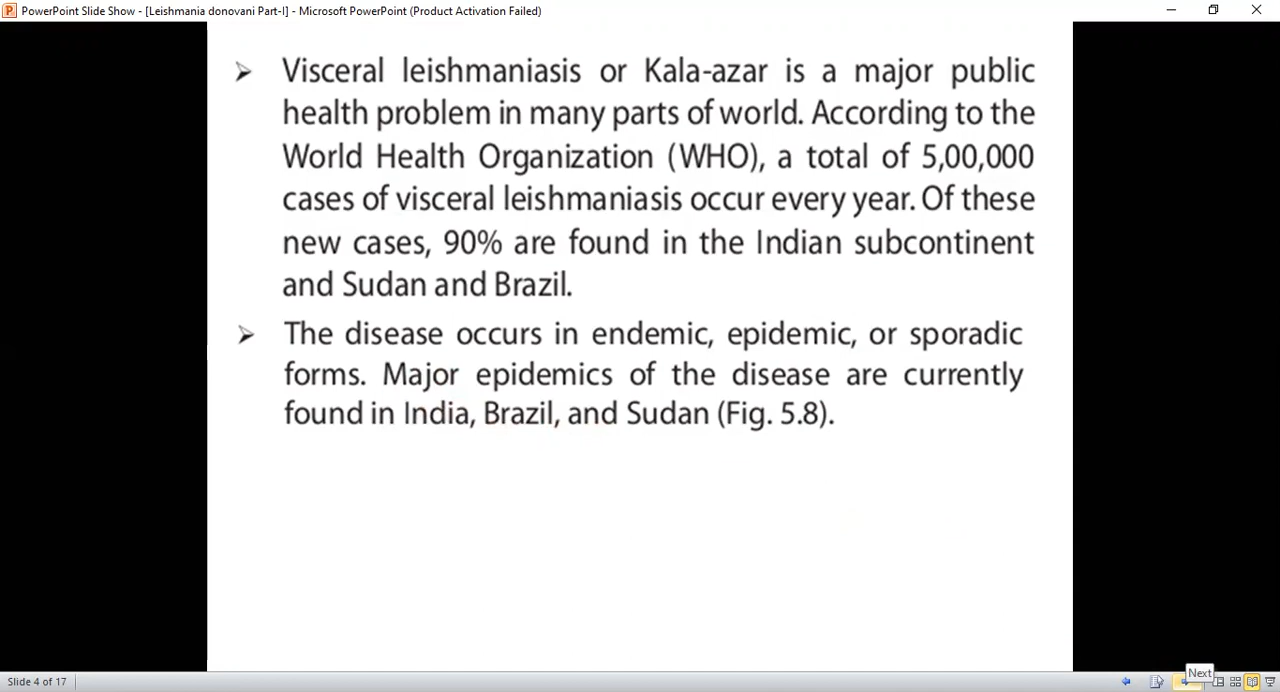 PowerPoint Slide Show - [Leishmania donovani Part-I] - Microsoft PowerPoint (Product Activation Failed)
Visceral leishmaniasis or Kala-azar is a major public
health problem in many parts of world. According to the
World Health Organization (WHO), a total of 5,00,000
cases of visceral leishmaniasis occur every year. Of these
new cases, 90% are found in the Indian subcontinent
and Sudan and Brazil.
The disease occurs in endemic, epidemic, or sporadic
forms. Major epidemics of the disease are currently
found in India, Brazil, and Sudan (Fig. 5.8).
Next
Slide 4 of 17